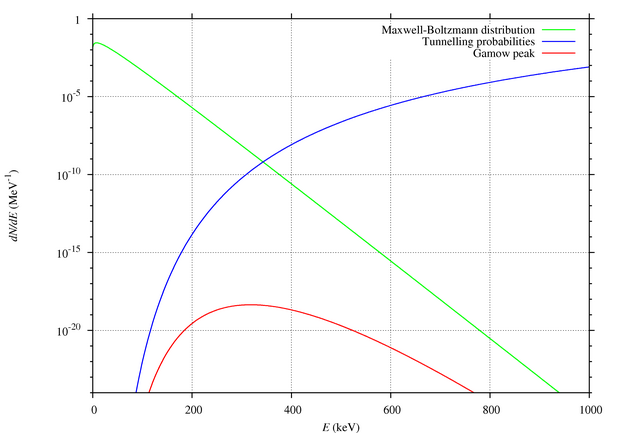 Maxwell-Boltzmann distribution
Tunnelling probabilities
Gamow peak
1
10^-5
10^-10
10^-15
10^-20
dN/dE (MeV^-1)
0 200 400 600 800 1000
E (keV)